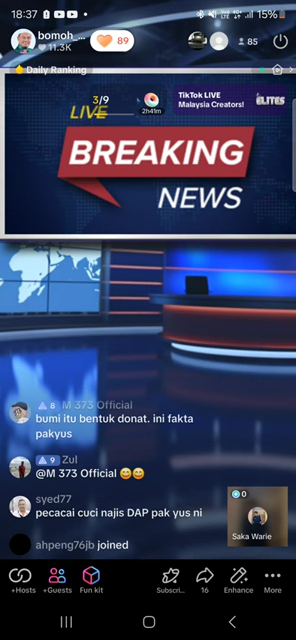 18:37
15%
bomoh_...
11.3K
89
85
Daily Ranking
3/9
LIVE
2h41m
TikTok LIVE
Malaysia Creators!
ELITES
BREAKING
NEWS
8 M 373 Official
bumi itu bentuk donat. ini fakta
pakyus
9 Zul
@M 373 Official 😄😄
syed77
pecacai cuci najis DAP pak yus ni
0
Saka Warie
ahpeng76jb joined
+Hosts
+Guests
Fun kit
Subscri...
16
Enhance
More